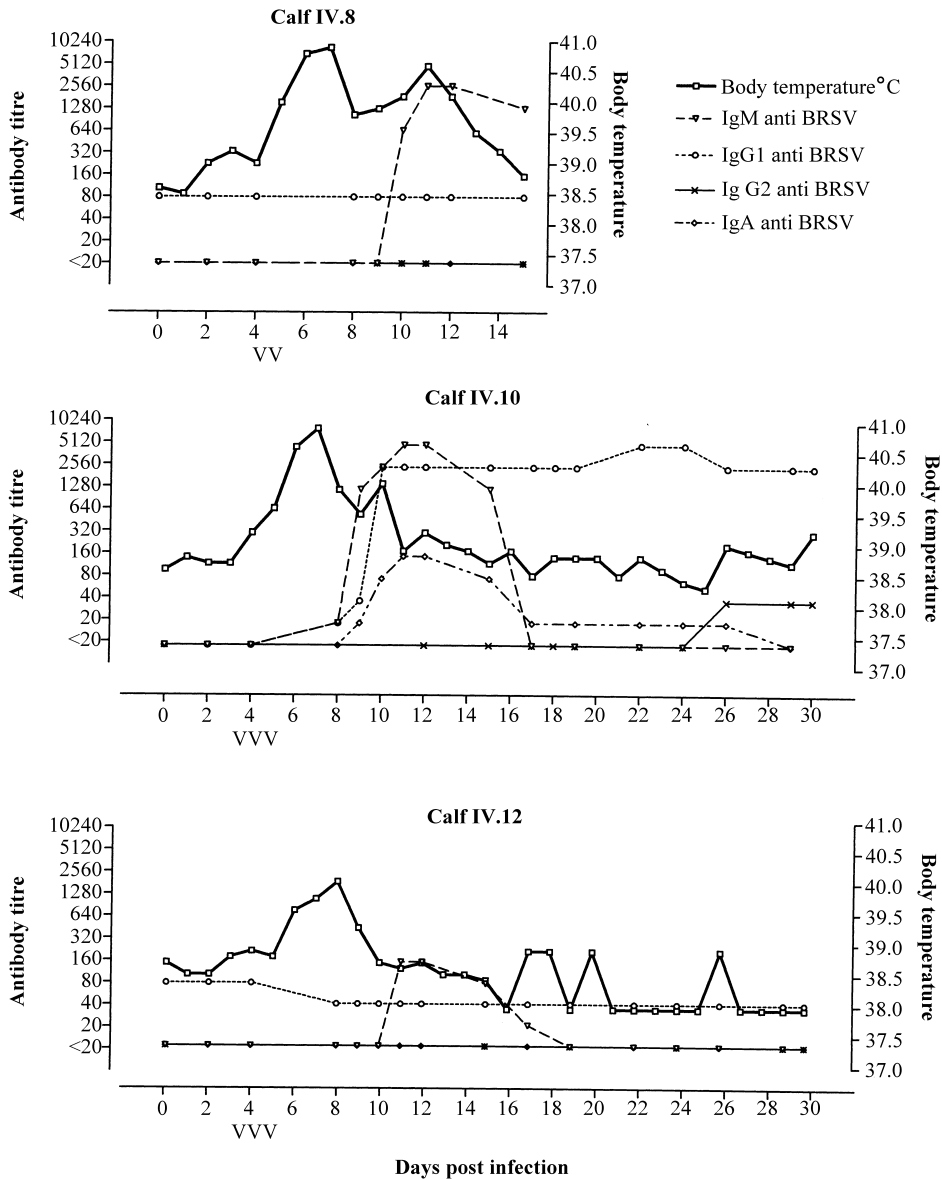 Calf IV.8
10240
5120
2560
1280
640
320
160
80
40
20
<20
Antibody titre
41.0
40.5
40.0
39.5
39.0
38.5
38.0
37.5
37.0
Body temperature
0 2 4 6 8 10 12 14
VV
Body temperature°C
IgM anti BRSV
IgG1 anti BRSV
Ig G2 anti BRSV
IgA anti BRSV
Calf IV.10
10240
5120
2560
1280
640
320
160
80
40
20
<20
Antibody titre
41.0
40.5
40.0
39.5
39.0
38.5
38.0
37.5
37.0
Body temperature
0 2 4 6 8 10 12 14 16 18 20 22 24 26 28 30
VVV
Calf IV.12
10240
5120
2560
1280
640
320
160
80
40
20
<20
Antibody titre
41.0
40.5
40.0
39.5
39.0
38.5
38.0
37.5
37.0
Body temperature
0 2 4 6 8 10 12 14 16 18 20 22 24 26 28 30
VVV
Days post infection